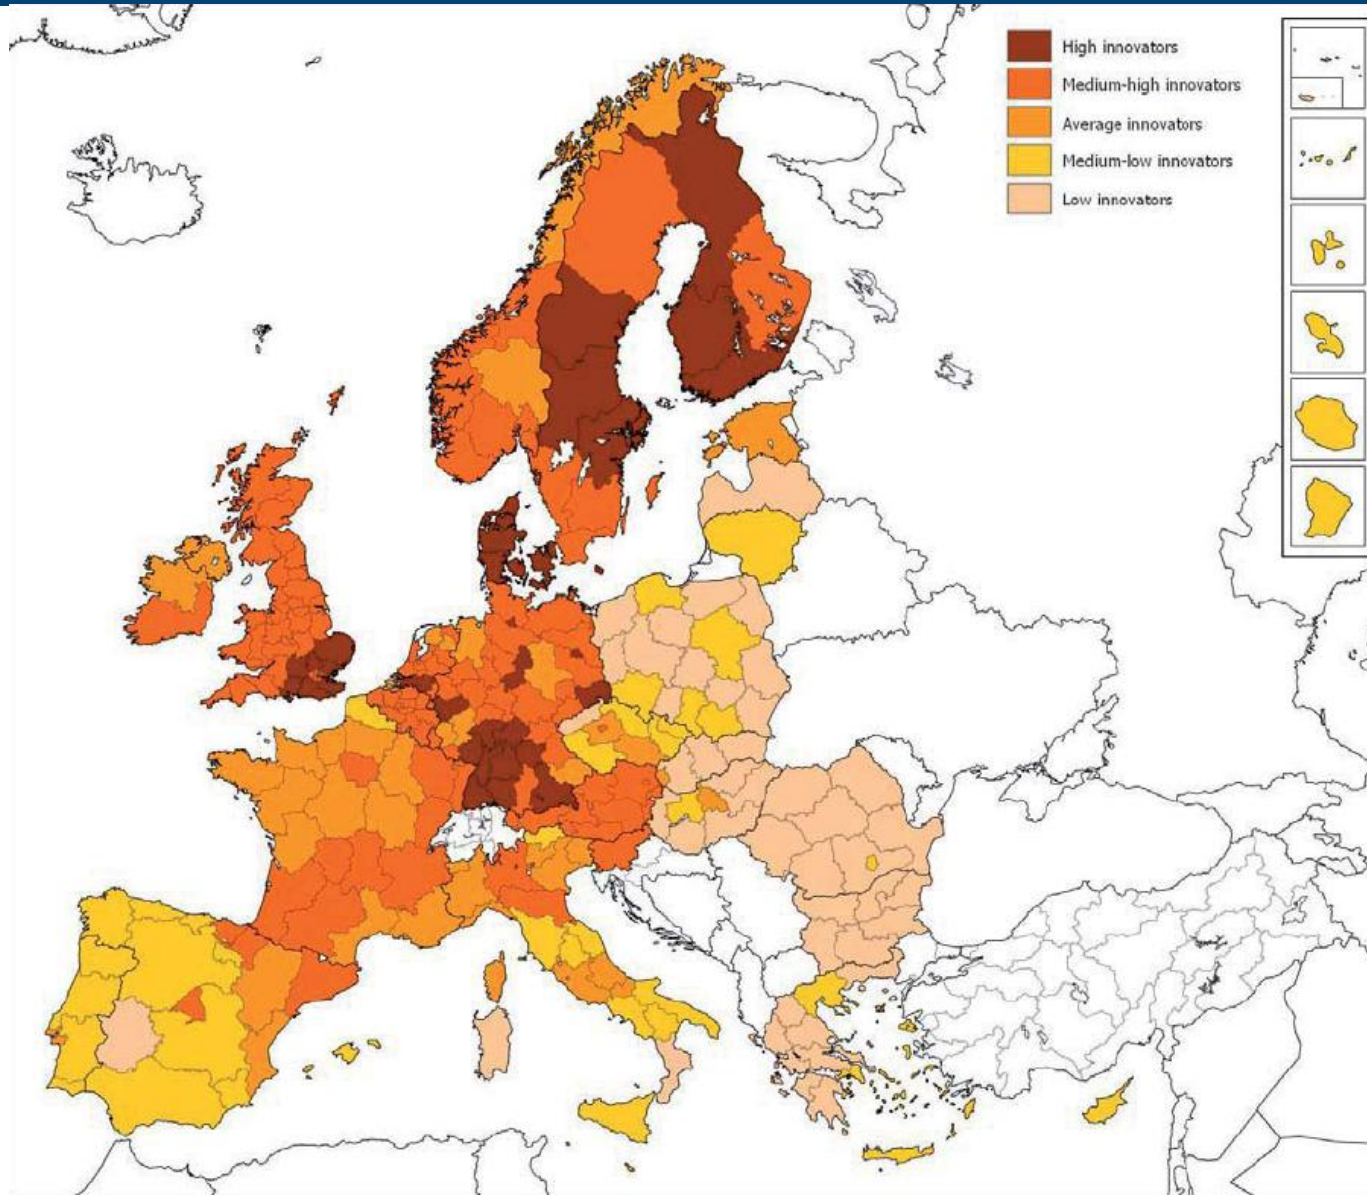 High innovators
Medium-high innovators
Average innovators
Medium-low innovators
Low innovators